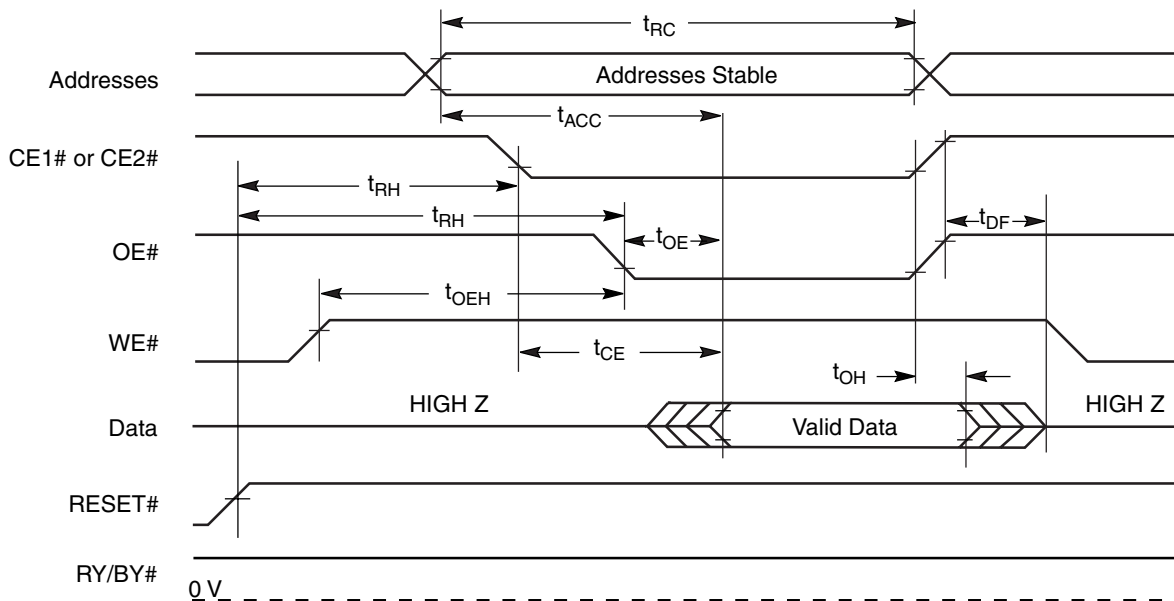 tRC
Addresses
Addresses Stable
tACC
CE1# or CE2#
tRH
tRH
tDF
OE#
tOE
tOEH
WE#
tCE
tOH
HIGH Z
HIGH Z
Data
Valid Data
RESET#
RY/BY#
0 V